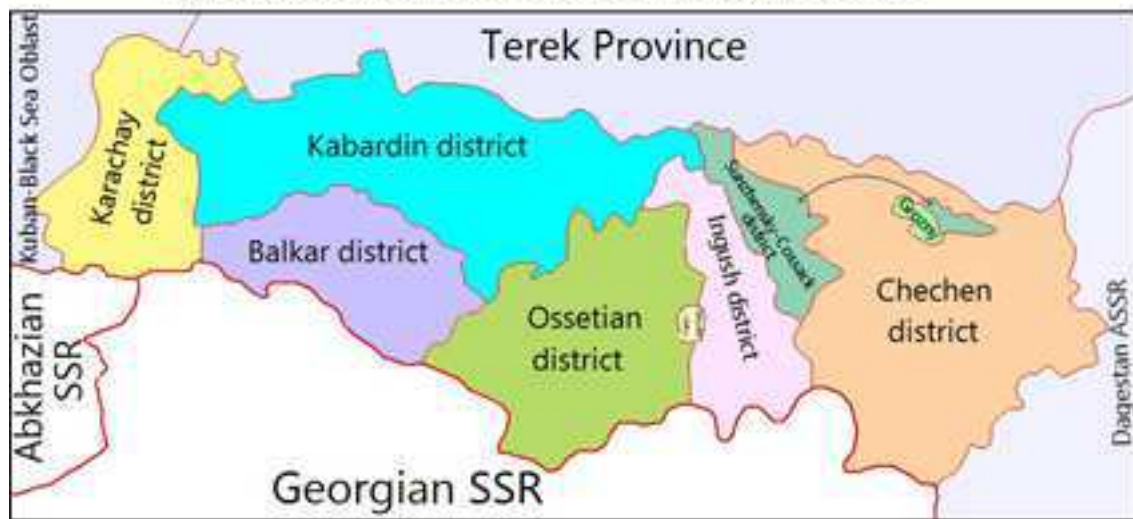 Terek Province
Kuban-Black Sea Oblast
Karachay
district
Kabardin district
Balkar district
Sunzhensky-Cossack
district
Grozny
Ingush district
Ossetian
district
Chechen
district
Abkhazian
SSR
Georgian SSR
Dagestan ASSR